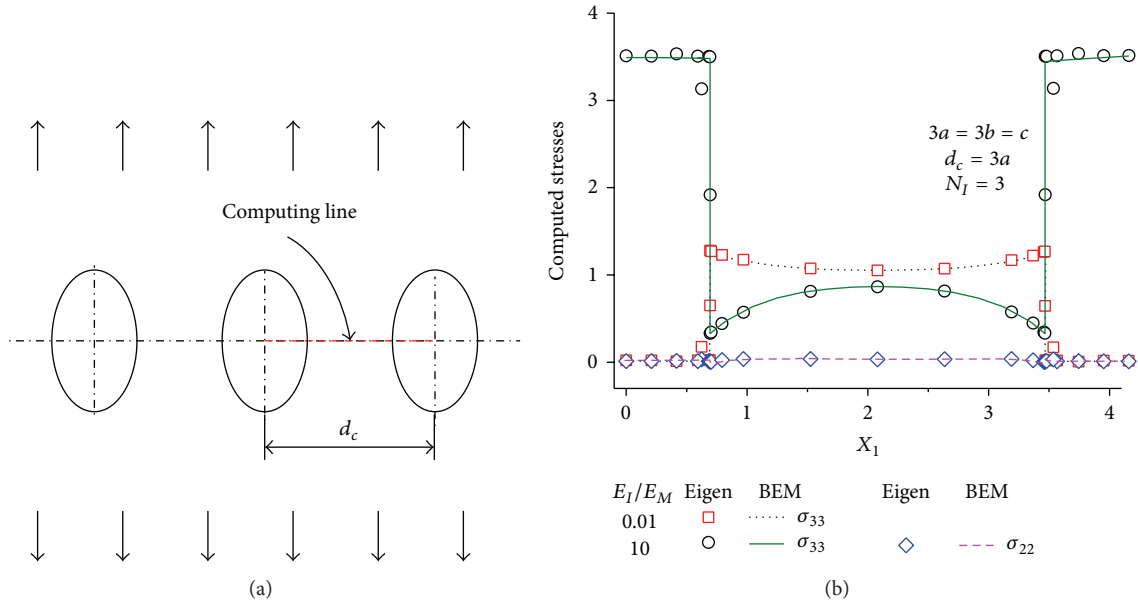 Computing line
d_c
(a)
4
3
2
1
0
Computed stresses
3a = 3b = c
d_c = 3a
N_I = 3
0 1 2 3 4
X_1
E_I/E_M Eigen BEM Eigen BEM
0.01 σ_33
10 σ_33 σ_22
(b)